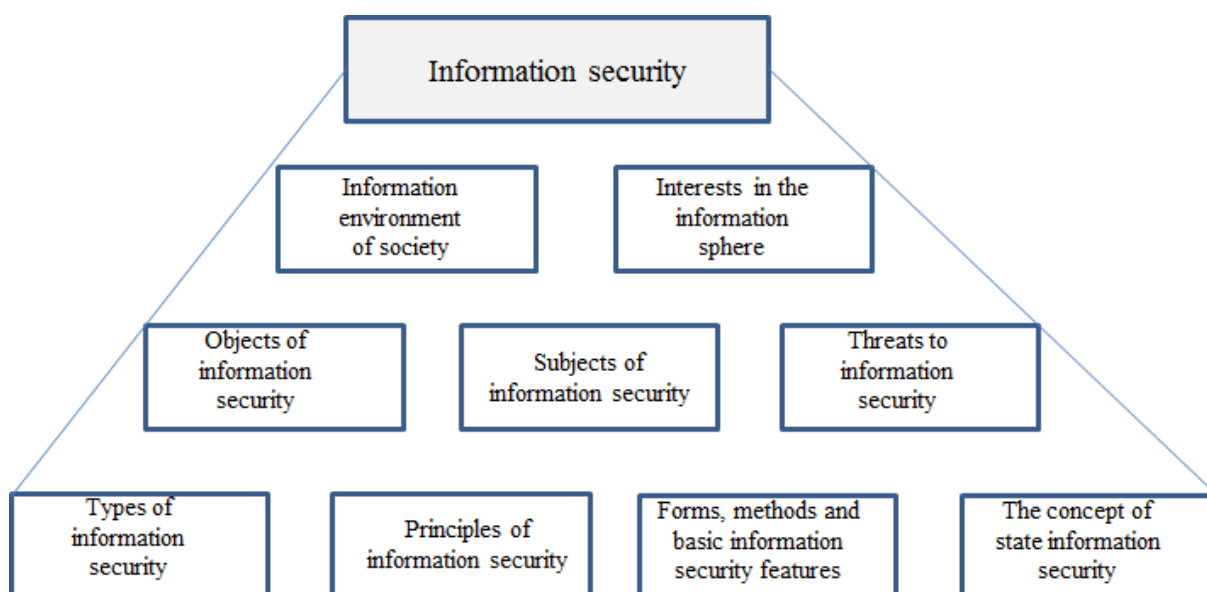 Information security
Information
environment
of society
Interests in the
information
sphere
Objects of
information
security
Subjects of
information security
Threats to
information
security
Types of
information
security
Principles of
information security
Forms, methods and
basic information
security features
The concept of
state information
security